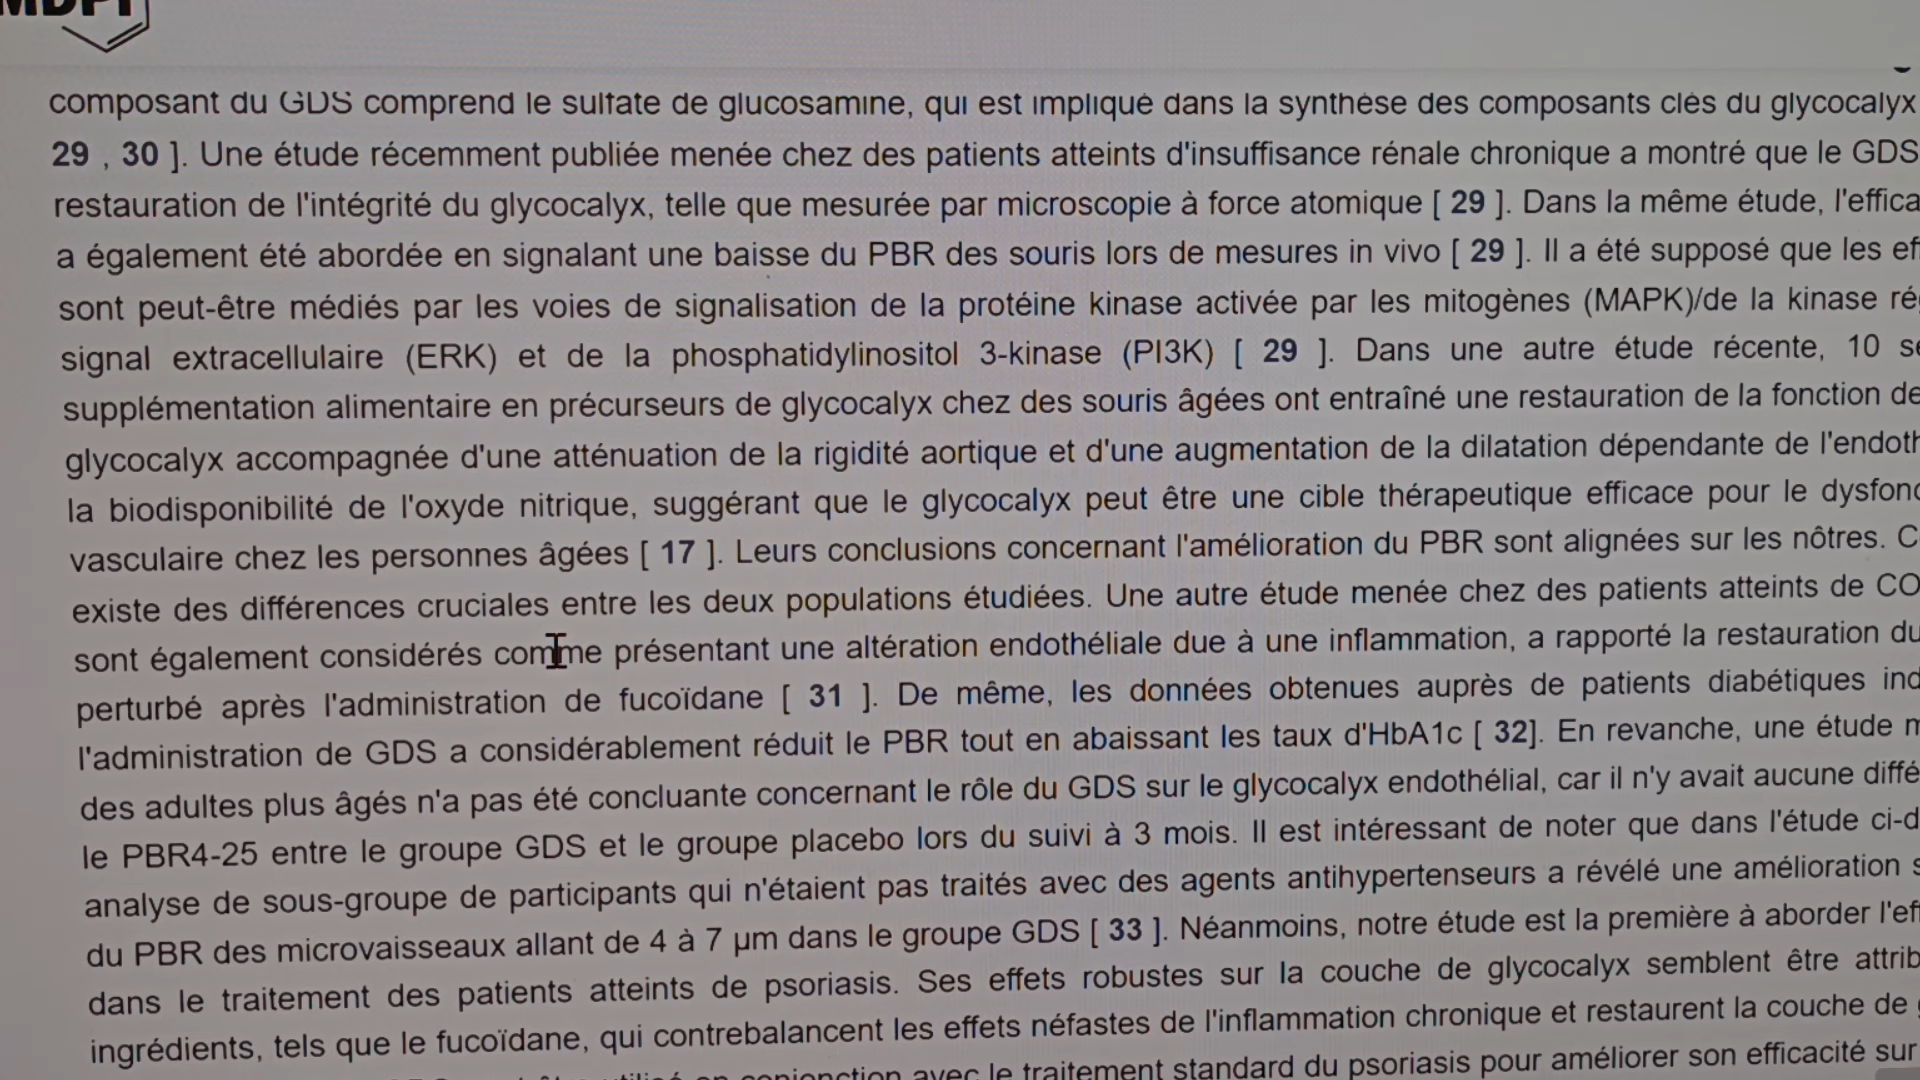 MDPI
composant du GDS comprend le sulfate de glucosamine, qui est impliqué dans la synthèse des composants clés du glycocalyx
29 , 30 ]. Une étude récemment publiée menée chez des patients atteints d'insuffisance rénale chronique a montré que le GDS
restauration de l'intégrité du glycocalyx, telle que mesurée par microscopie à force atomique [ 29 ]. Dans la même étude, l'effica
a également été abordée en signalant une baisse du PBR des souris lors de mesures in vivo [ 29 ]. Il a été supposé que les eff
sont peut-être médiés par les voies de signalisation de la protéine kinase activée par les mitogènes (MAPK)/de la kinase ré
signal extracellulaire (ERK) et de la phosphatidylinositol 3-kinase (PI3K) [ 29 ]. Dans une autre étude récente, 10 se
supplémentation alimentaire en précurseurs de glycocalyx chez des souris âgées ont entraîné une restauration de la fonction de
glycocalyx accompagnée d'une atténuation de la rigidité aortique et d'une augmentation de la dilatation dépendante de l'endoth
la biodisponibilité de l'oxyde nitrique, suggérant que le glycocalyx peut être une cible thérapeutique efficace pour le dysfonc
vasculaire chez les personnes âgées [ 17 ]. Leurs conclusions concernant l'amélioration du PBR sont alignées sur les nôtres. C
existe des différences cruciales entre les deux populations étudiées. Une autre étude menée chez des patients atteints de CO
sont également considérés comme présentant une altération endothéliale due à une inflammation, a rapporté la restauration du
perturbé après l'administration de fucoïdane [ 31 ]. De même, les données obtenues auprès de patients diabétiques ind
l'administration de GDS a considérablement réduit le PBR tout en abaissant les taux d'HbA1c [ 32]. En revanche, une étude m
des adultes plus âgés n'a pas été concluante concernant le rôle du GDS sur le glycocalyx endothélial, car il n'y avait aucune diffé
le PBR4-25 entre le groupe GDS et le groupe placebo lors du suivi à 3 mois. Il est intéressant de noter que dans l'étude ci-d
analyse de sous-groupe de participants qui n'étaient pas traités avec des agents antihypertenseurs a révélé une amélioration s
du PBR des microvaisseaux allant de 4 à 7 μm dans le groupe GDS [ 33 ]. Néanmoins, notre étude est la première à aborder l'eff
dans le traitement des patients atteints de psoriasis. Ses effets robustes sur la couche de glycocalyx semblent être attrib
ingrédients, tels que le fucoïdane, qui contrebalancent les effets néfastes de l'inflammation chronique et restaurent la couche de
conjonction avec le traitement standard du psoriasis pour améliorer son efficacité sur